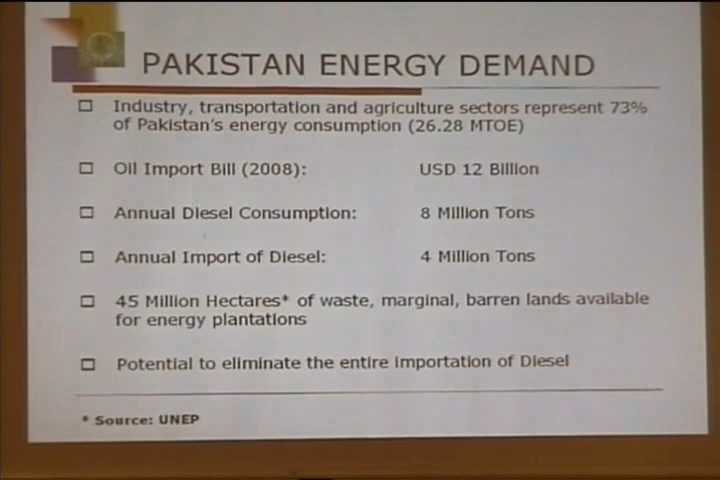 PAKISTAN ENERGY DEMAND
Industry, transportation and agriculture sectors represent 73%
of Pakistan's energy consumption (26.28 MTOE)
Oil Import Bill (2008): USD 12 Billion
Annual Diesel Consumption: 8 Million Tons
Annual Import of Diesel: 4 Million Tons
45 Million Hectares* of waste, marginal, barren lands available
for energy plantations
Potential to eliminate the entire importation of Diesel
* Source: UNEP